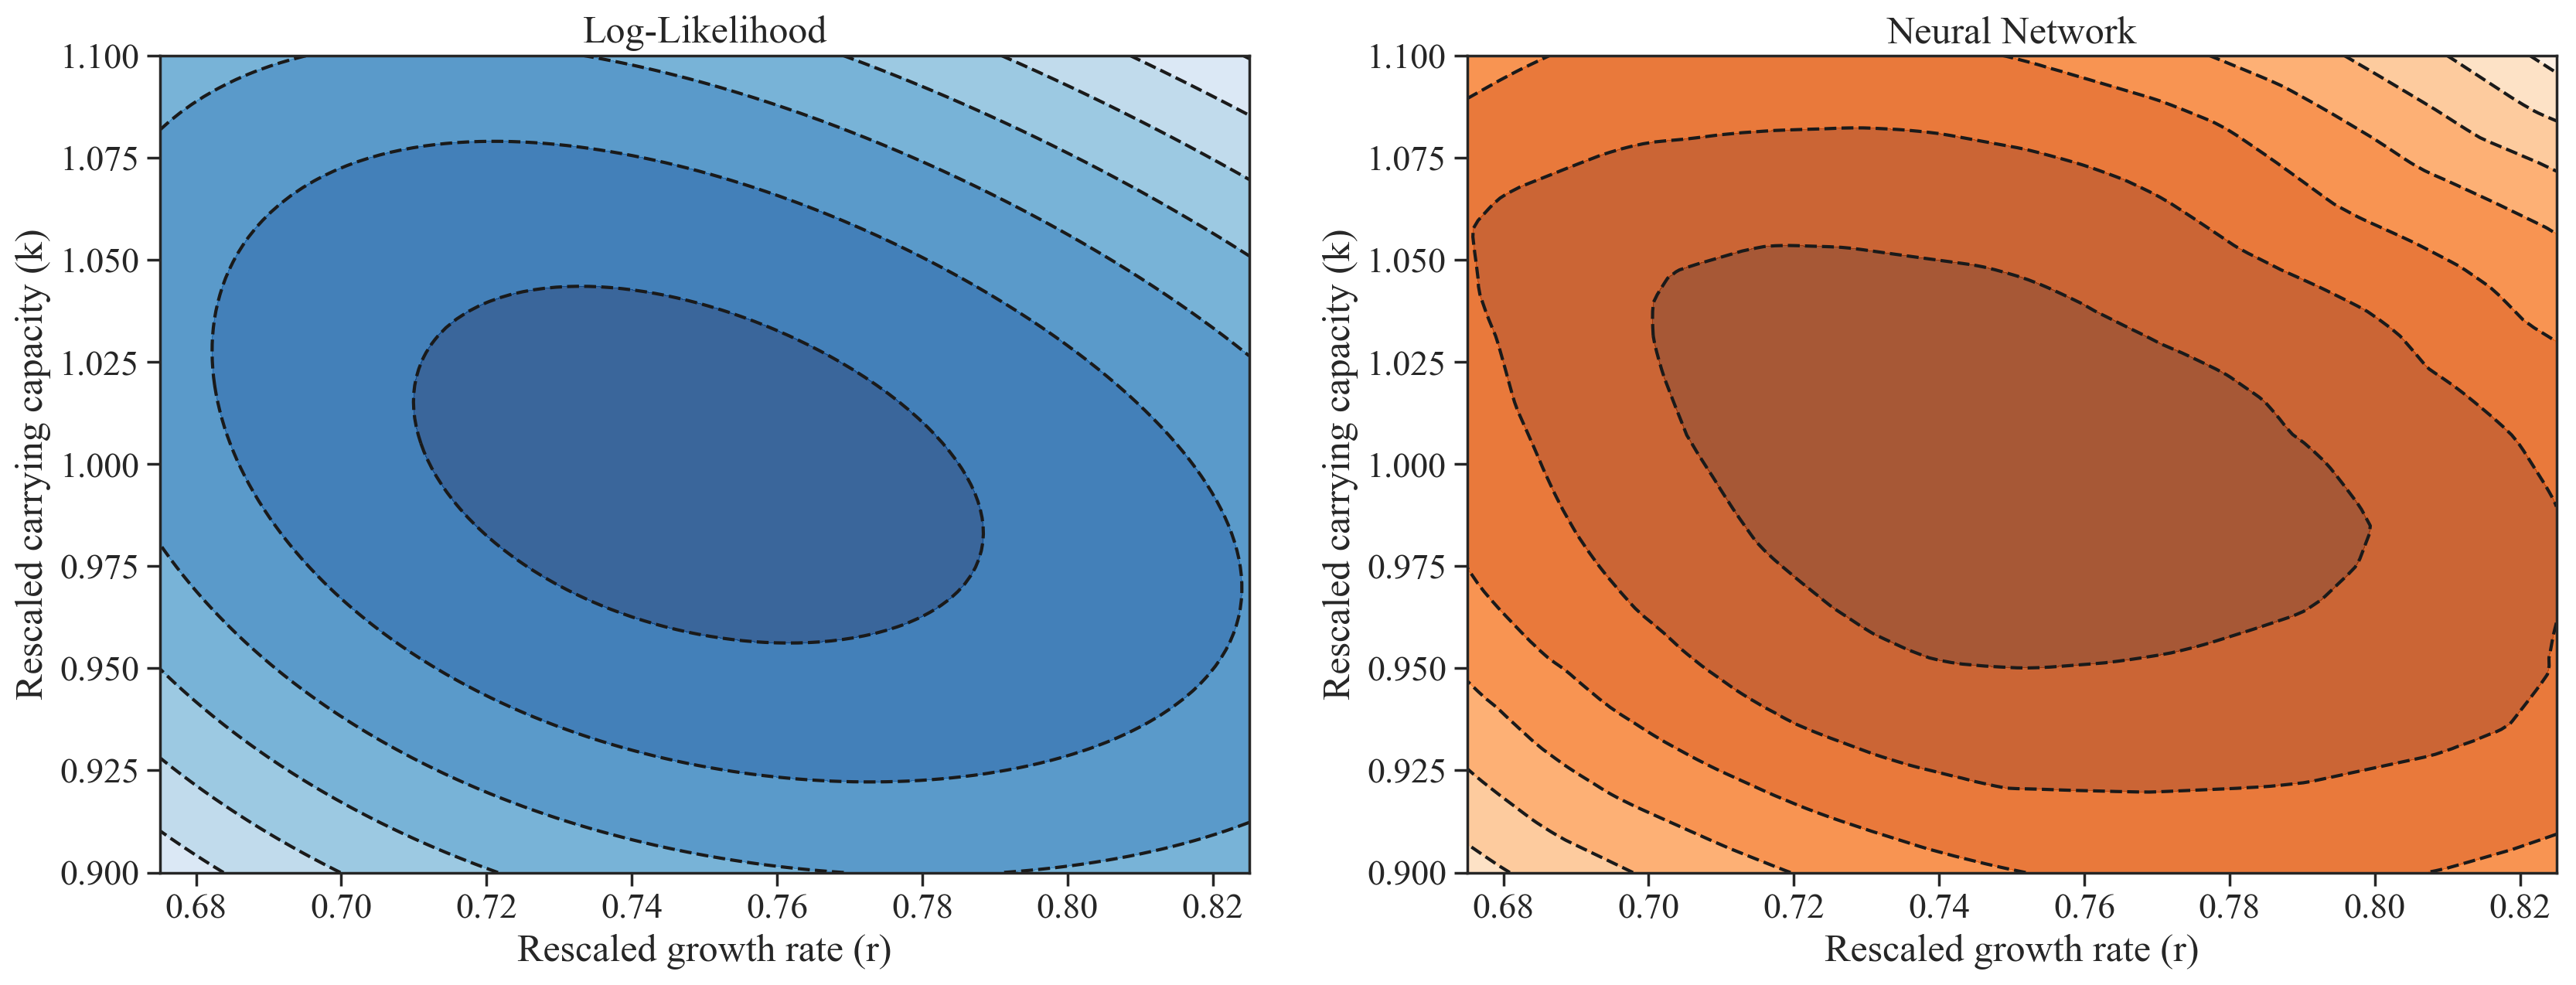 Log-Likelihood
Rescaled carrying capacity (k)
1.100
1.075
1.050
1.025
1.000
0.975
0.950
0.925
0.900
0.68 0.70 0.72 0.74 0.76 0.78 0.80 0.82
Rescaled growth rate (r)
Neural Network
Rescaled carrying capacity (k)
1.100
1.075
1.050
1.025
1.000
0.975
0.950
0.925
0.900
0.68 0.70 0.72 0.74 0.76 0.78 0.80 0.82
Rescaled growth rate (r)